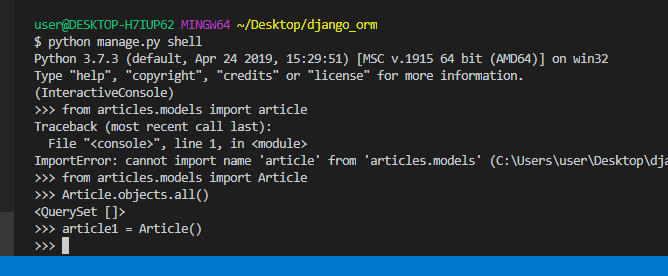 user@DESKTOP-H7IUP62 MINGW64 ~/Desktop/django_orm
$ python manage.py shell
Python 3.7.3 (default, Apr 24 2019, 15:29:51) [MSC v.1915 64 bit (AMD64)] on win32
Type "help", "copyright", "credits" or "license" for more information.
(InteractiveConsole)
>>> from articles.models import article
Traceback (most recent call last):
  File "<console>", line 1, in <module>
ImportError: cannot import name 'article' from 'articles.models' (C:\Users\user\Desktop\dj
>>> from articles.models import Article
>>> Article.objects.all()
<QuerySet []>
>>> article1 = Article()
>>>